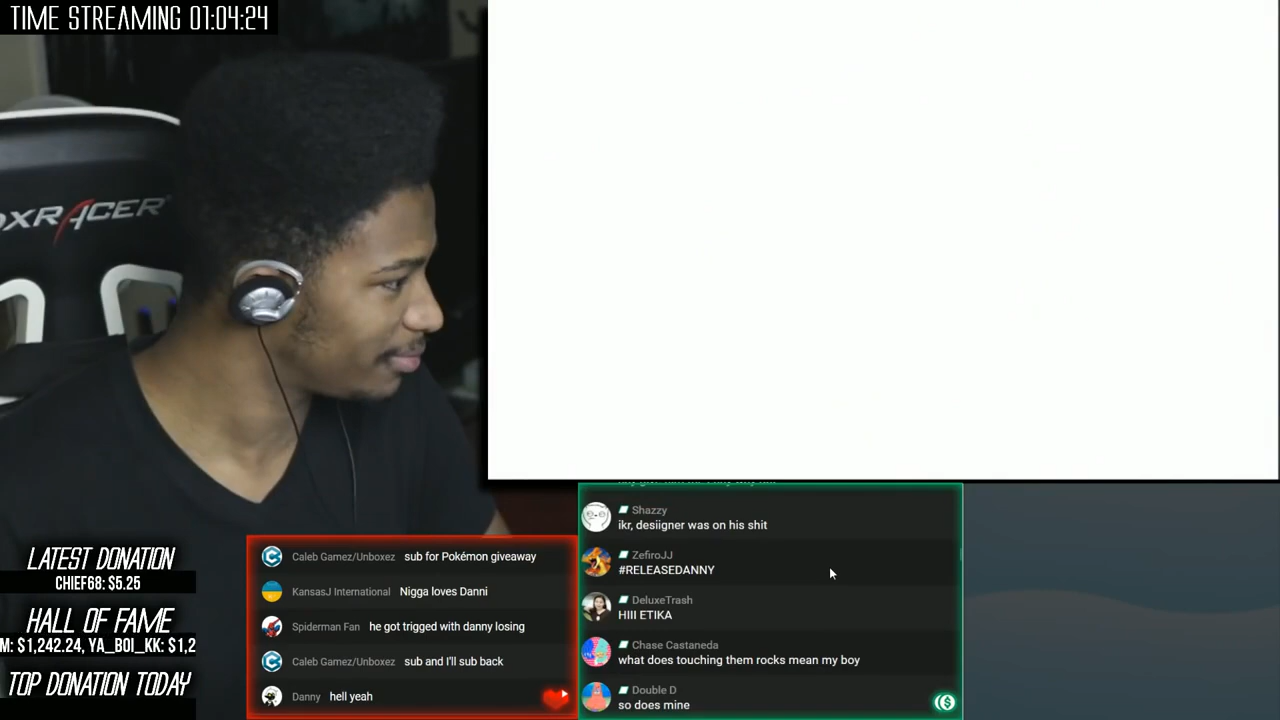 TIME STREAMING 01:04:24
OXRACER
Shazzy
ikr, desiigner was on his shit
ZefiroJJ
#RELEASEDANNY
DeluxeTrash
HIII ETIKA
Chase Castaneda
what does touching them rocks mean my boy
Double D
so does mine
Caleb Gamez/Unboxez sub for Pokémon giveaway
KansasJ International Nigga loves Danni
Spiderman Fan he got trigged with danny losing
Caleb Gamez/Unboxez sub and I'll sub back
Danny hell yeah
LATEST DONATION
CHIEF68: $5.25
HALL OF FAME
M: $1,242.24, YA_BOI_KK: $1,2
TOP DONATION TODAY